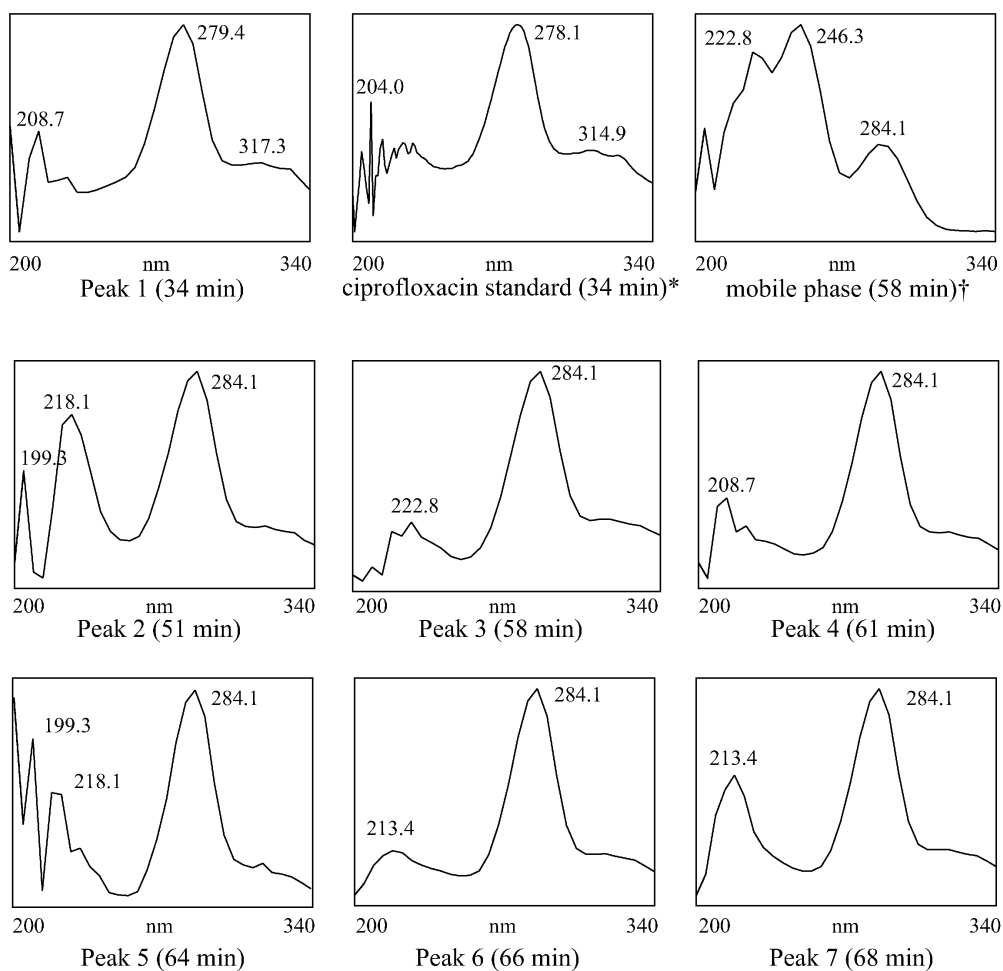 279.4
208.7
317.3
200 nm 340
Peak 1 (34 min)
278.1
204.0
314.9
200 nm 340
ciprofloxacin standard (34 min)*
222.8
246.3
284.1
200 nm 340
mobile phase (58 min)†
284.1
218.1
199.3
200 nm 340
Peak 2 (51 min)
284.1
222.8
200 nm 340
Peak 3 (58 min)
284.1
208.7
200 nm 340
Peak 4 (61 min)
284.1
199.3
218.1
200 nm 340
Peak 5 (64 min)
284.1
213.4
200 nm 340
Peak 6 (66 min)
284.1
213.4
200 nm 340
Peak 7 (68 min)